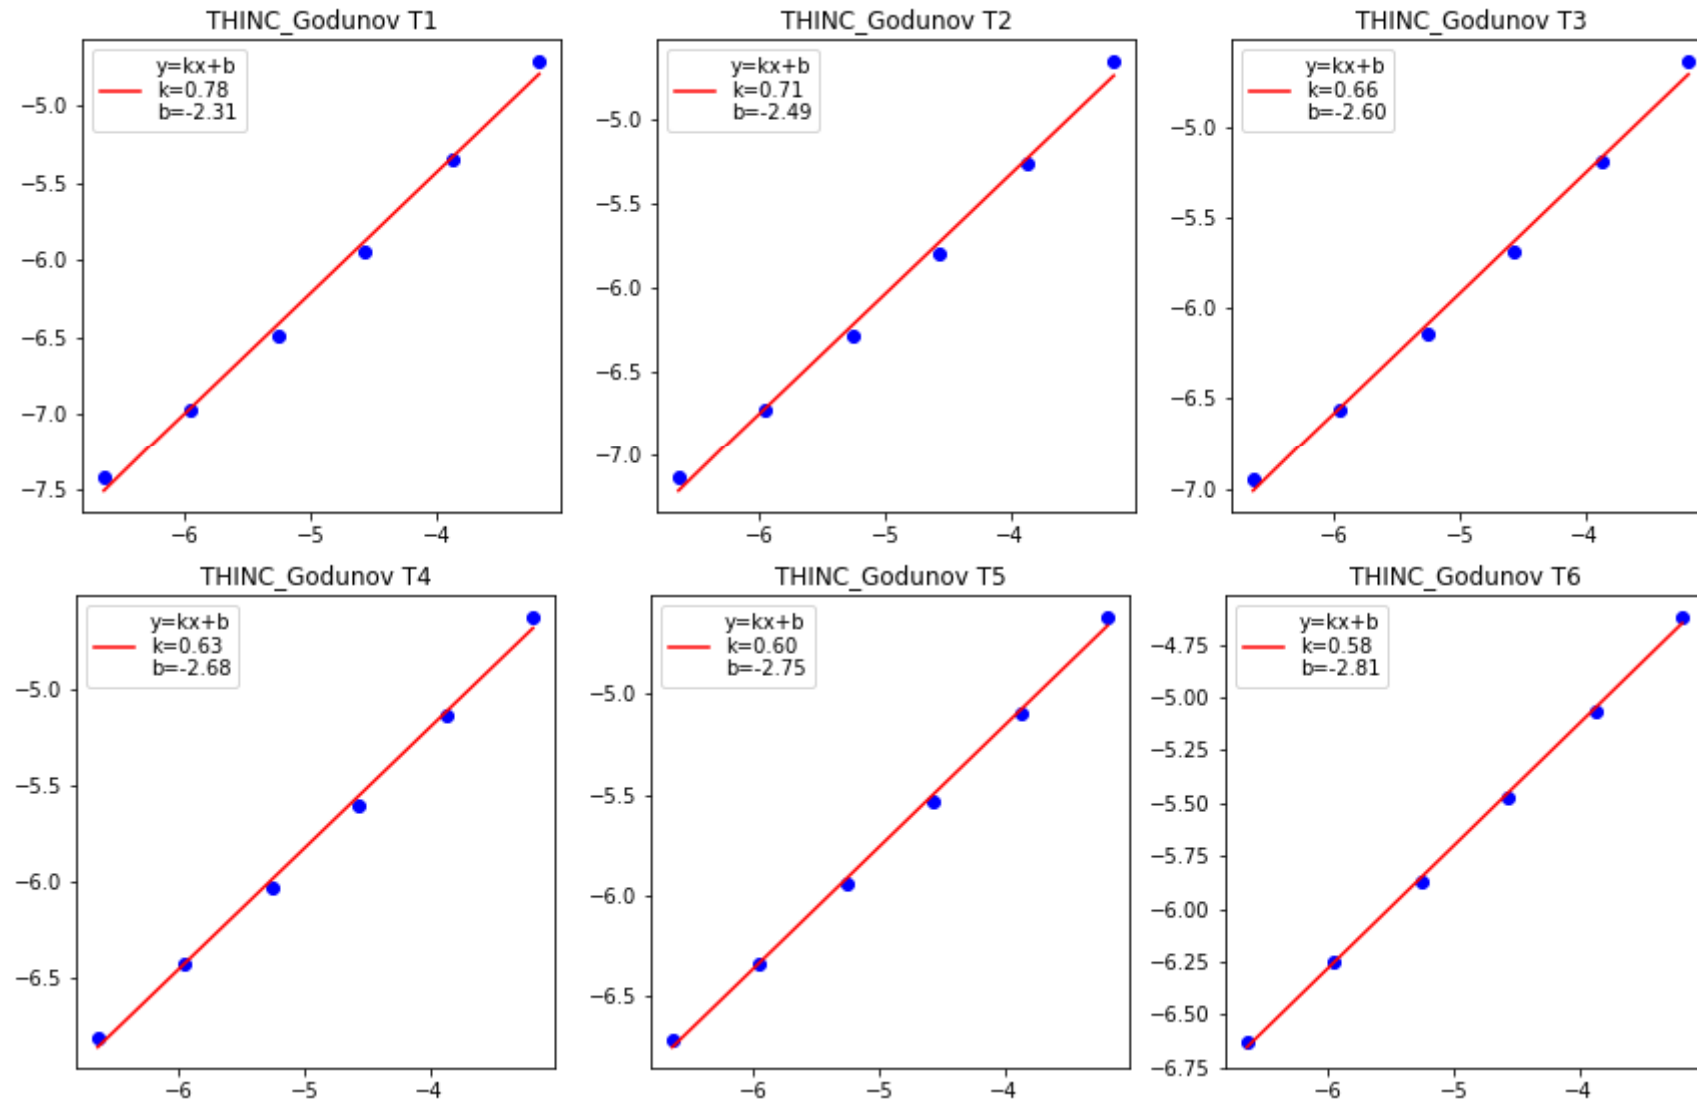 THINC_Godunov T1
y=kx+b
k=0.78
b=-2.31
−5.0
−5.5
−6.0
−6.5
−7.0
−7.5
−6 −5 −4
THINC_Godunov T2
y=kx+b
k=0.71
b=-2.49
−5.0
−5.5
−6.0
−6.5
−7.0
−6 −5 −4
THINC_Godunov T3
y=kx+b
k=0.66
b=-2.60
−5.0
−5.5
−6.0
−6.5
−7.0
−6 −5 −4
THINC_Godunov T4
y=kx+b
k=0.63
b=-2.68
−5.0
−5.5
−6.0
−6.5
−6 −5 −4
THINC_Godunov T5
y=kx+b
k=0.60
b=-2.75
−5.0
−5.5
−6.0
−6.5
−6 −5 −4
THINC_Godunov T6
y=kx+b
k=0.58
b=-2.81
−4.75
−5.00
−5.25
−5.50
−5.75
−6.00
−6.25
−6.50
−6.75
−6 −5 −4